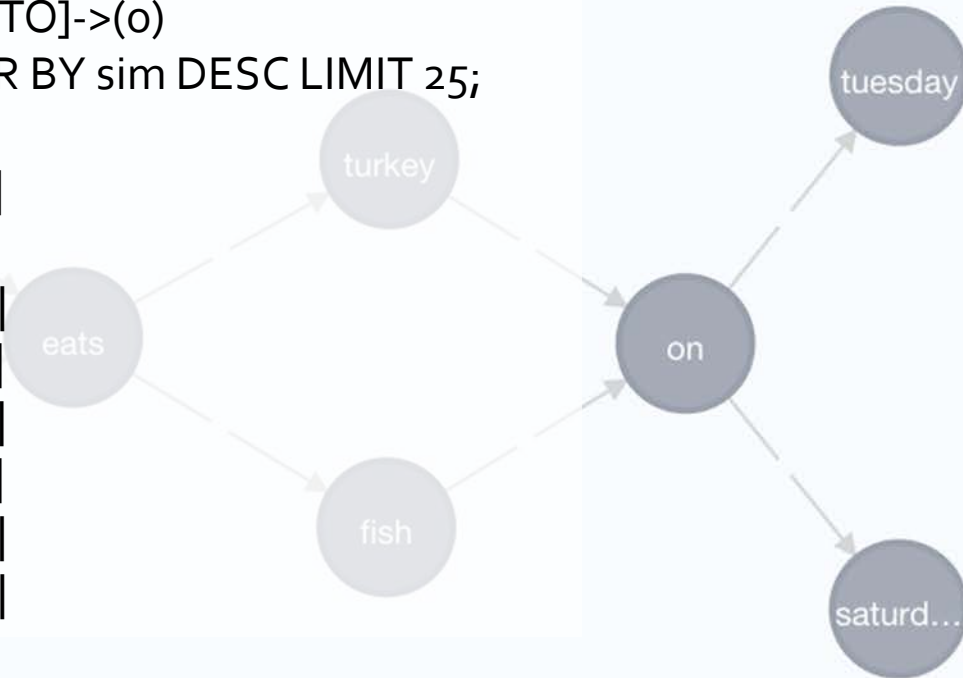 TO]->(o)
R BY sim DESC LIMIT 25;
tuesday
turkey
|
eats
on
|
|
|
|
fish
|
|
saturd...